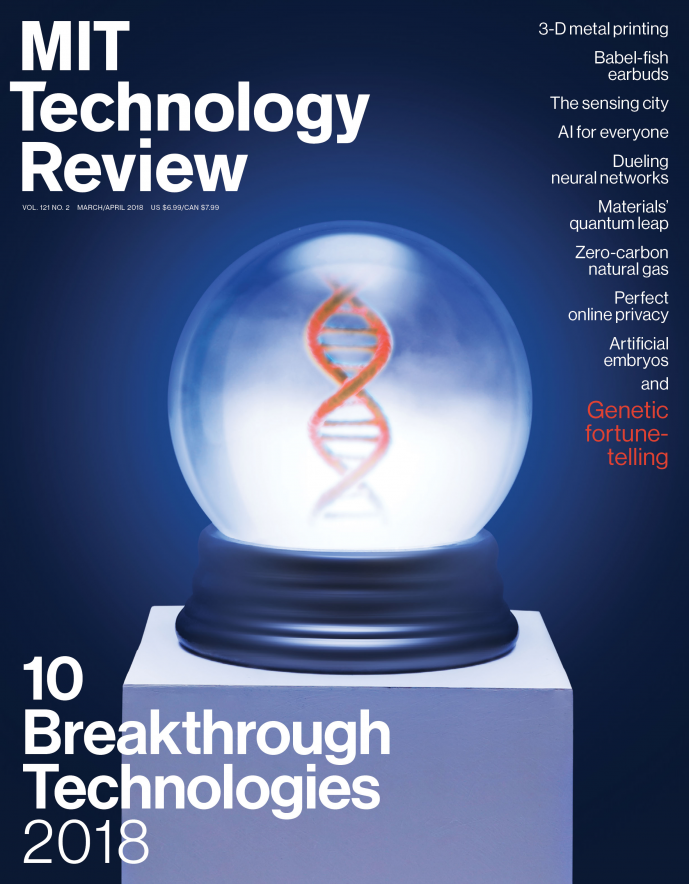 MIT
Technology
Review
VOL. 121 NO. 2 MARCH/APRIL 2018 US $6.99/CAN $7.99
3-D metal printing
Babel-fish
earbuds
The sensing city
AI for everyone
Dueling
neural networks
Materials’
quantum leap
Zero-carbon
natural gas
Perfect
online privacy
Artificial
embryos
and
Genetic
fortune-
telling
10
Breakthrough
Technologies
2018